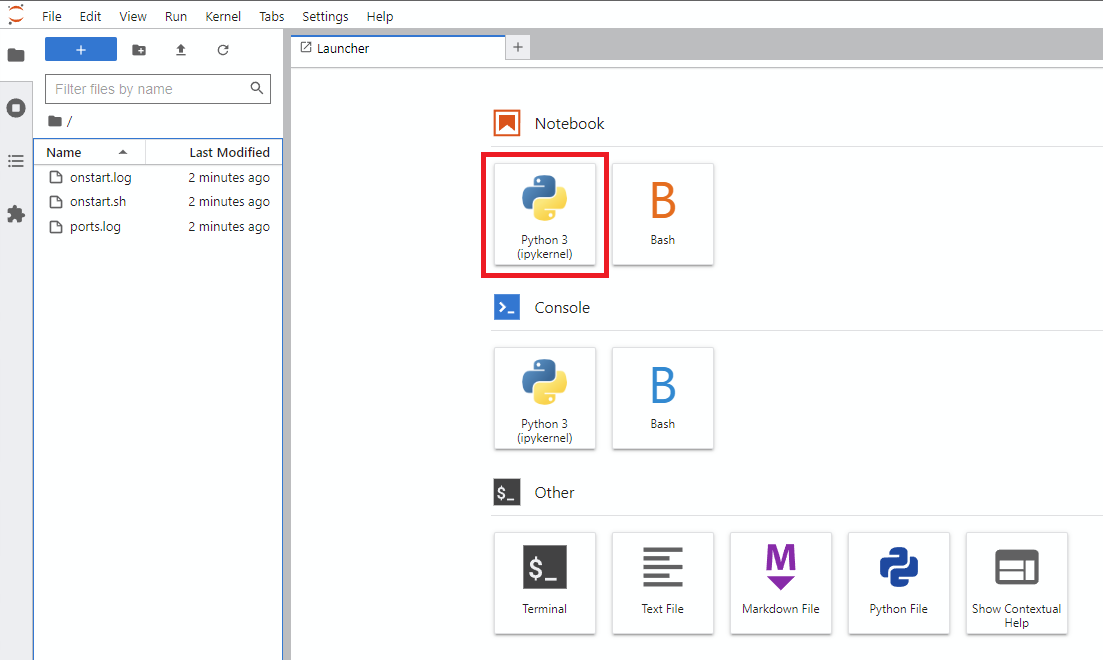 File Edit View Run Kernel Tabs Settings Help
+
Filter files by name
/
Name Last Modified
onstart.log 2 minutes ago
onstart.sh 2 minutes ago
ports.log 2 minutes ago
Launcher +
Notebook
Python 3
(ipykernel)
B
Bash
Console
Python 3
(ipykernel)
B
Bash
$_ Other
$_
Terminal
Text File
M
Markdown File
Python File
Show Contextual
Help